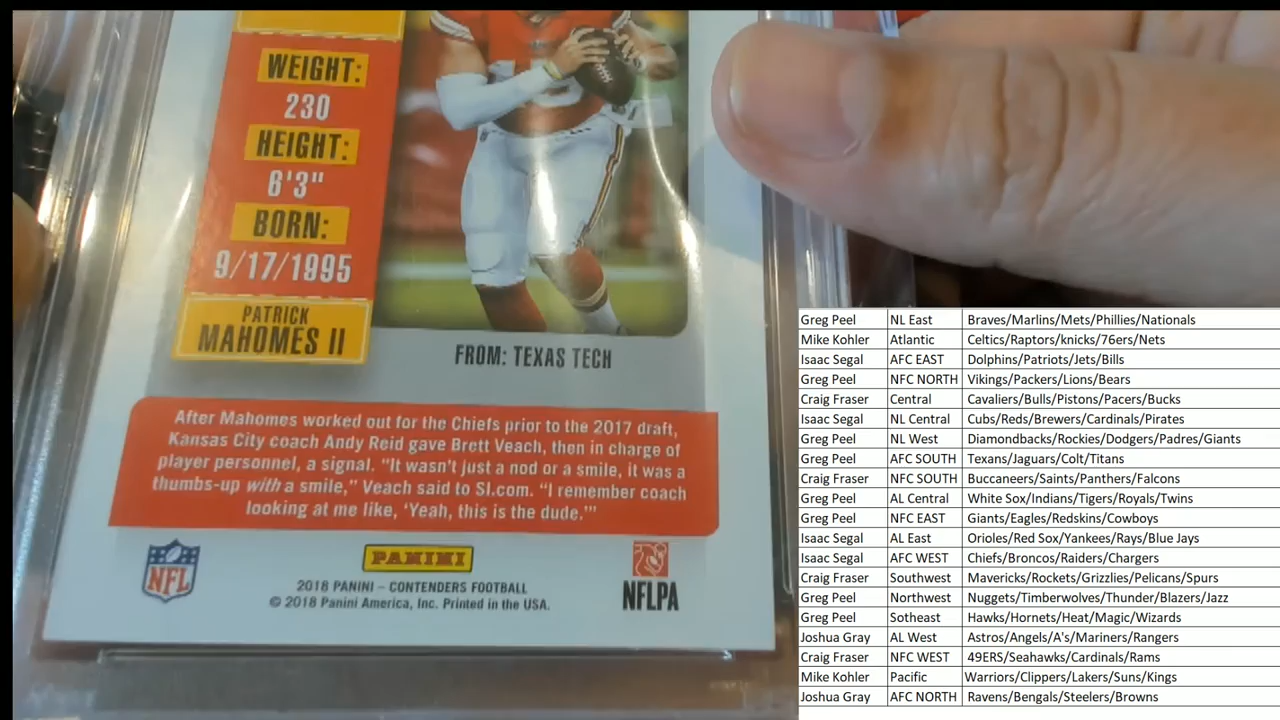 WEIGHT:
230
HEIGHT:
6'3"
BORN:
9/17/1995
PATRICK
MAHOMES II
FROM: TEXAS TECH
After Mahomes worked out for the Chiefs prior to the 2017 draft,
Kansas City coach Andy Reid gave Brett Veach, then in charge of
player personnel, a signal. "It wasn't just a nod or a smile, it was a
thumbs-up with a smile," Veach said to SI.com. "I remember coach
looking at me like, 'Yeah, this is the dude.'"
NFL
PANINI
2018 PANINI – CONTENDERS FOOTBALL
© 2018 Panini America, Inc. Printed in the USA.
NFLPA
Greg Peel NL East Braves/Marlins/Mets/Phillies/Nationals
Mike Kohler Atlantic Celtics/Raptors/knicks/76ers/Nets
Isaac Segal AFC EAST Dolphins/Patriots/Jets/Bills
Greg Peel NFC NORTH Vikings/Packers/Lions/Bears
Craig Fraser Central Cavaliers/Bulls/Pistons/Pacers/Bucks
Isaac Segal NL Central Cubs/Reds/Brewers/Cardinals/Pirates
Greg Peel NL West Diamondbacks/Rockies/Dodgers/Padres/Giants
Greg Peel AFC SOUTH Texans/Jaguars/Colt/Titans
Craig Fraser NFC SOUTH Buccaneers/Saints/Panthers/Falcons
Greg Peel AL Central White Sox/Indians/Tigers/Royals/Twins
Greg Peel NFC EAST Giants/Eagles/Redskins/Cowboys
Isaac Segal AL East Orioles/Red Sox/Yankees/Rays/Blue Jays
Isaac Segal AFC WEST Chiefs/Broncos/Raiders/Chargers
Craig Fraser Southwest Mavericks/Rockets/Grizzlies/Pelicans/Spurs
Greg Peel Northwest Nuggets/Timberwolves/Thunder/Blazers/Jazz
Greg Peel Sotheast Hawks/Hornets/Heat/Magic/Wizards
Joshua Gray AL West Astros/Angels/A's/Mariners/Rangers
Craig Fraser NFC WEST 49ERS/Seahawks/Cardinals/Rams
Mike Kohler Pacific Warriors/Clippers/Lakers/Suns/Kings
Joshua Gray AFC NORTH Ravens/Bengals/Steelers/Browns